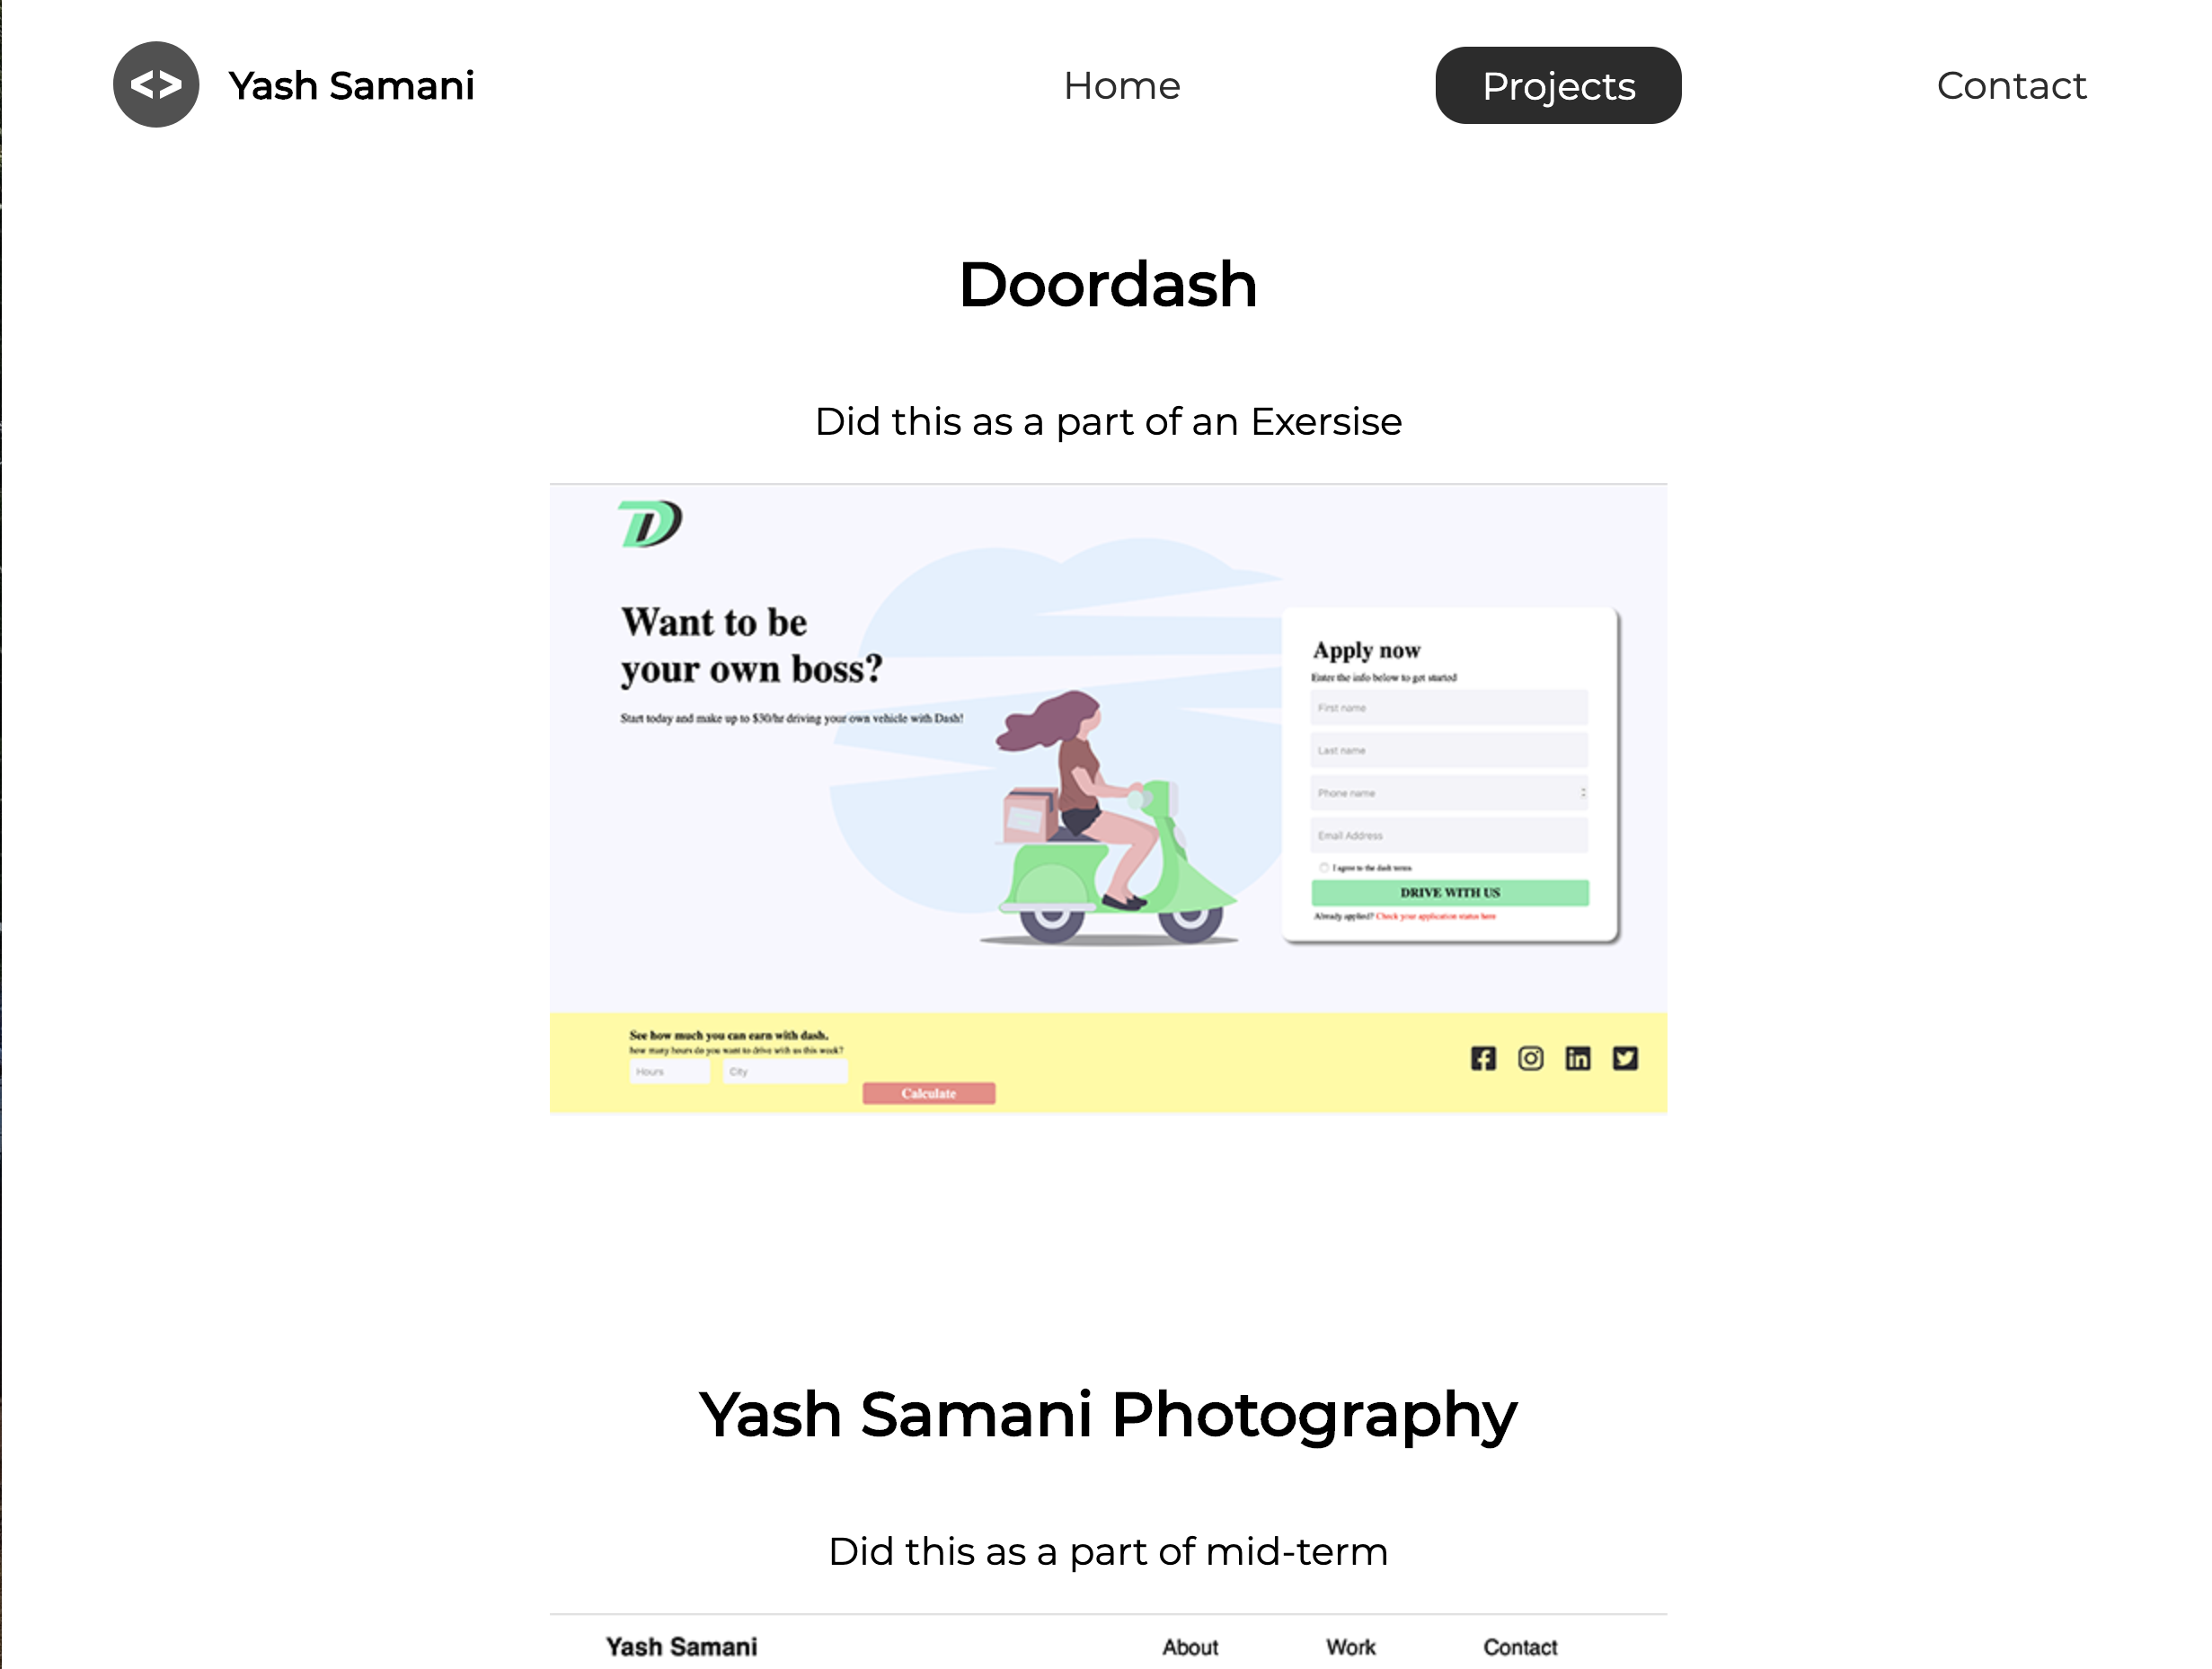 <> Yash Samani
Home
Projects
Contact
Doordash
Did this as a part of an Exersise
D
Want to be
your own boss?
Start today and make up to $30/hr driving your own vehicle with Dash!
Apply now
Enter the info below to get started
First name
Last name
Phone name
Email Address
I agree to the dash terms
DRIVE WITH US
Already applied? Check your application status here
See how much you can earn with dash.
how many hours do you want to drive with us this week?
Hours
City
Calculate
Yash Samani Photography
Did this as a part of mid-term
Yash Samani
About
Work
Contact